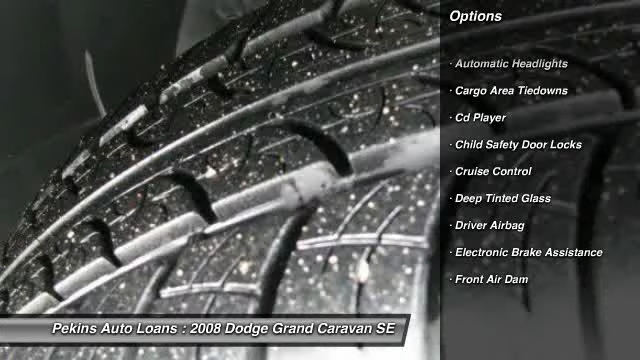 Options
· Automatic Headlights
· Cargo Area Tiedowns
· Cd Player
· Child Safety Door Locks
· Cruise Control
· Deep Tinted Glass
· Driver Airbag
· Electronic Brake Assistance
· Front Air Dam
Pekins Auto Loans : 2008 Dodge Grand Caravan SE